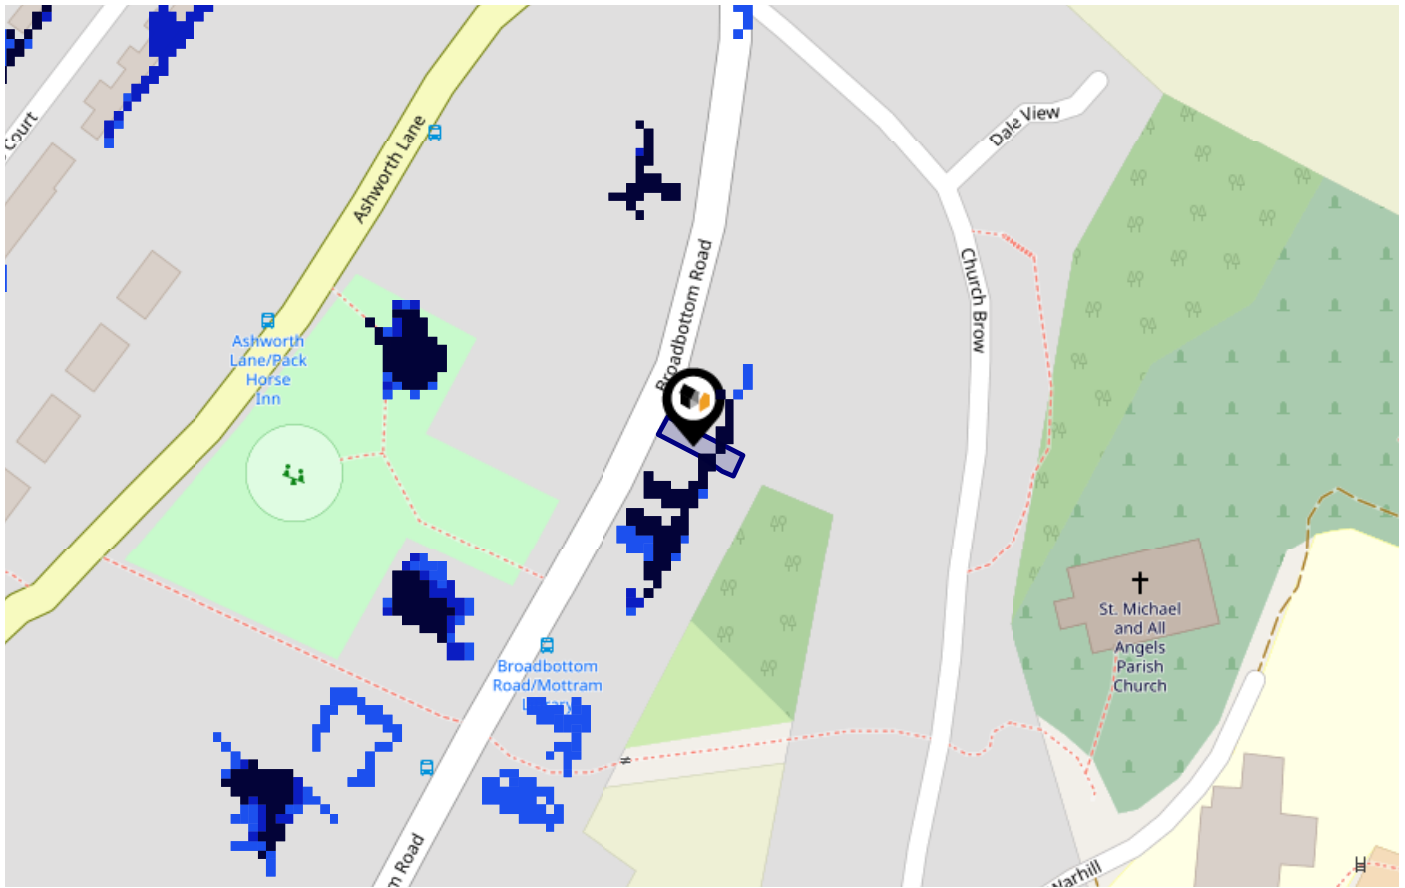 Court
Ashworth Lane
Dale View
Broadbottom Road
Church Brow
Ashworth
Lane/Pack
Horse
Inn
St. Michael
and All
Angels
Parish
Church
Broadbottom
Road/Mottram
Library
m Road
Warhill